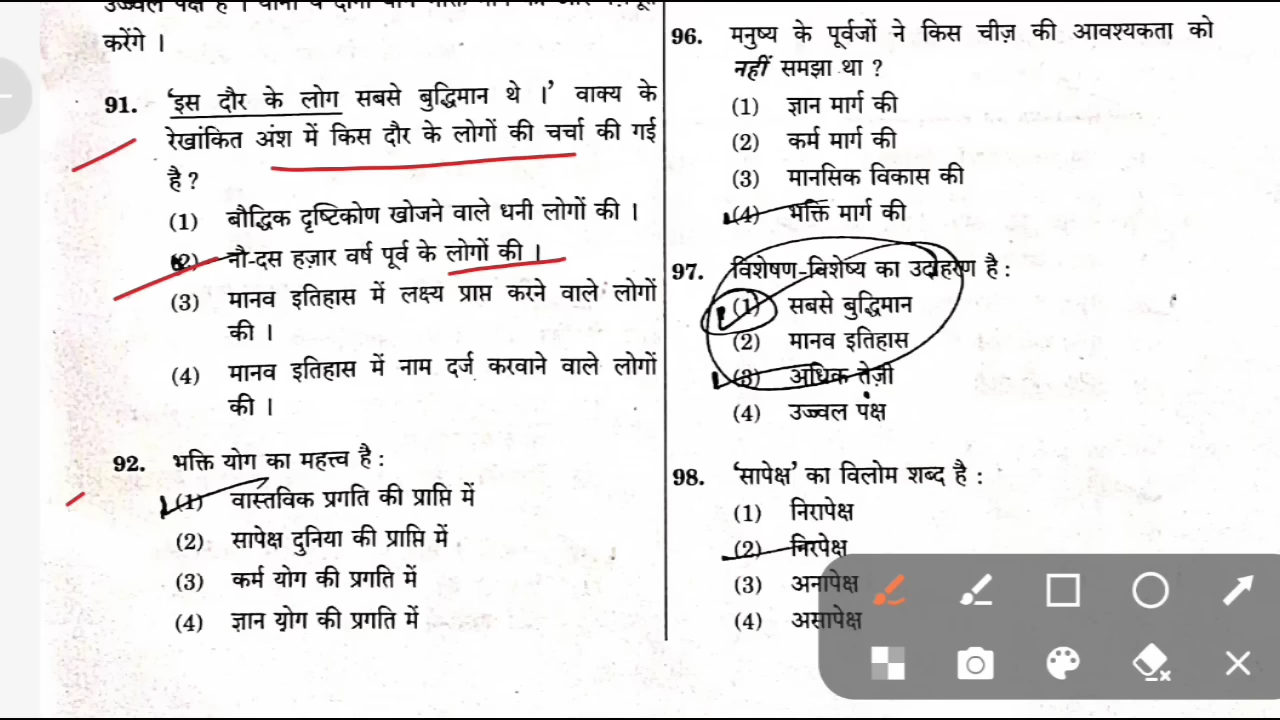 करेंगे ।
91. 'इस दौर के लोग सबसे बुद्धिमान थे ।' वाक्य के
रेखांकित अंश में किस दौर के लोगों की चर्चा की गई
है ?
(1) बौद्धिक दृष्टिकोण खोजने वाले धनी लोगों की ।
(2) नौ-दस हज़ार वर्ष पूर्व के लोगों की ।
(3) मानव इतिहास में लक्ष्य प्राप्त करने वाले लोगों
की ।
(4) मानव इतिहास में नाम दर्ज करवाने वाले लोगों
की ।
92. भक्ति योग का महत्त्व है :
(1) वास्तविक प्रगति की प्राप्ति में
(2) सापेक्ष दुनिया की प्राप्ति में
(3) कर्म योग की प्रगति में
(4) ज्ञान योग की प्रगति में
96. मनुष्य के पूर्वजों ने किस चीज़ की आवश्यकता को
नहीं समझा था ?
(1) ज्ञान मार्ग की
(2) कर्म मार्ग की
(3) मानसिक विकास की
(4) भक्ति मार्ग की
97. विशेषण-विशेष्य का उदाहरण है :
(1) सबसे बुद्धिमान
(2) मानव इतिहास
(3) अधिक तेज़ी
(4) उज्ज्वल पक्ष
98. 'सापेक्ष' का विलोम शब्द है :
(1) निरापेक्ष
(2) निरपेक्ष
(3) अनापेक्ष
(4) असापेक्ष